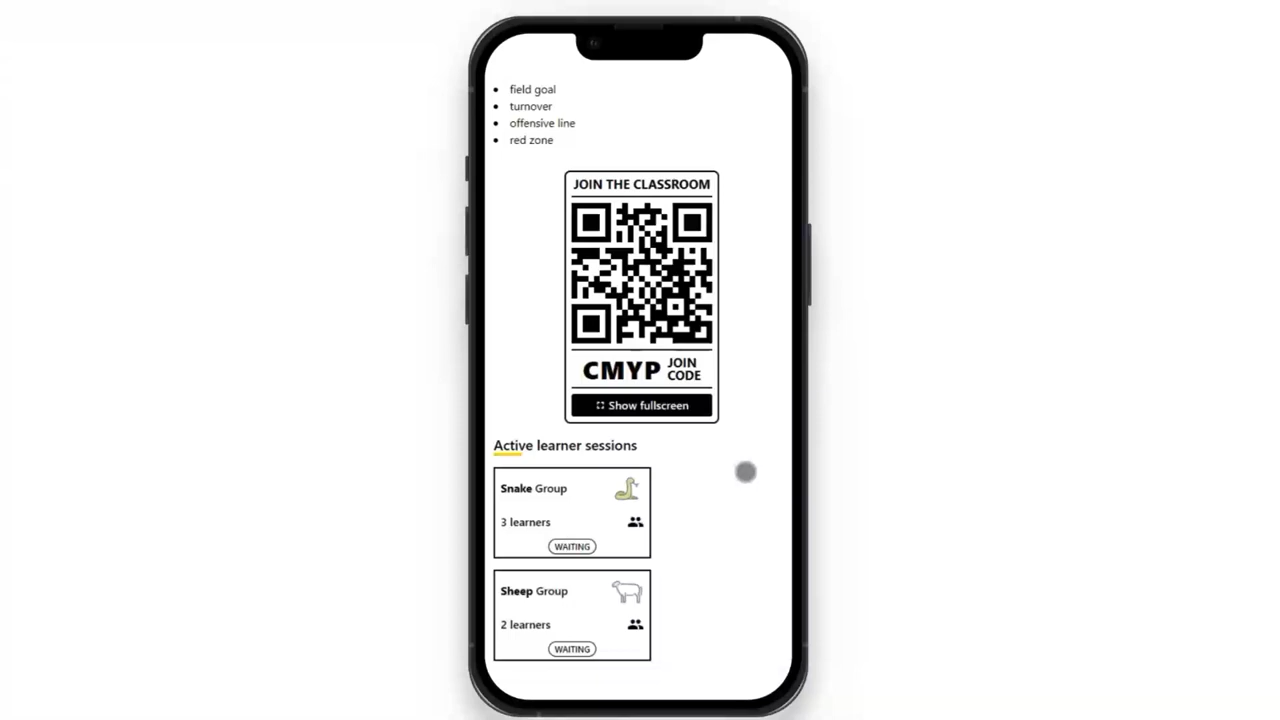 field goal
turnover
offensive line
red zone
JOIN THE CLASSROOM
CMYP JOIN CODE
Show fullscreen
Active learner sessions
Snake Group
3 learners
WAITING
Sheep Group
2 learners
WAITING